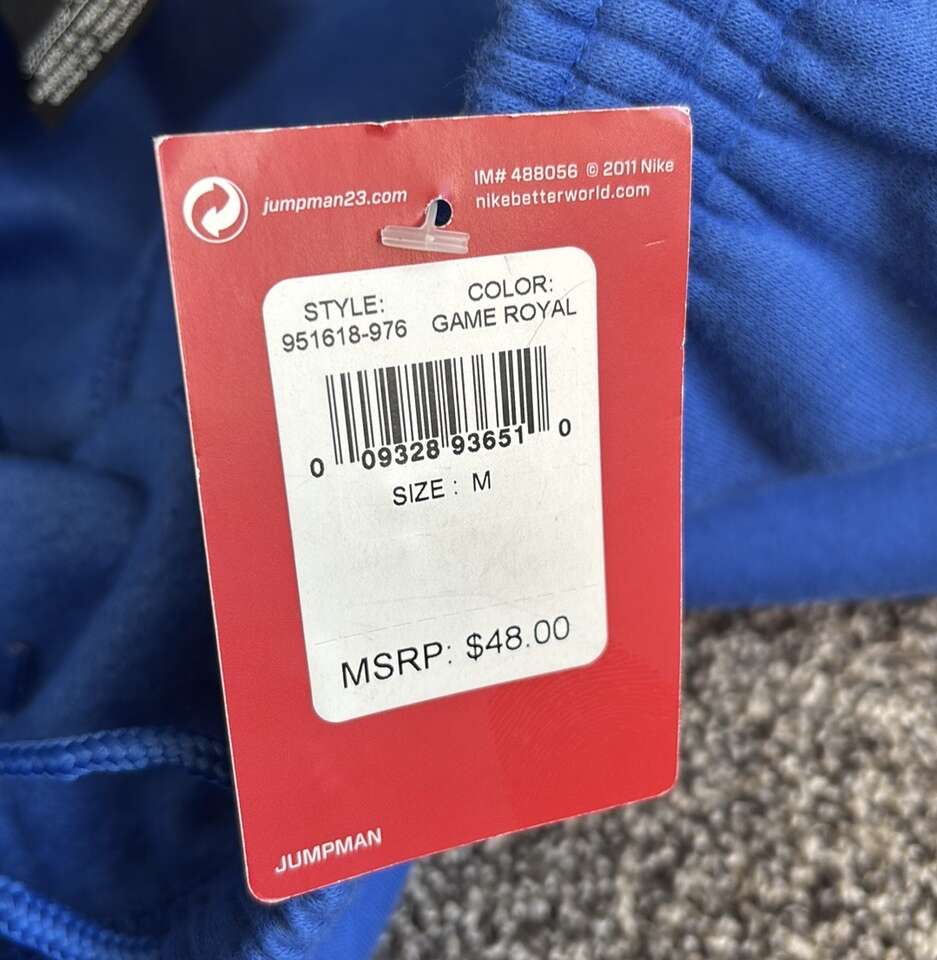 jumpman23.com
IM# 488056 © 2011 Nike
nikebetterworld.com
STYLE:
951618-976
COLOR:
GAME ROYAL
0 09328 93651 0
SIZE : M
MSRP: $48.00
JUMPMAN